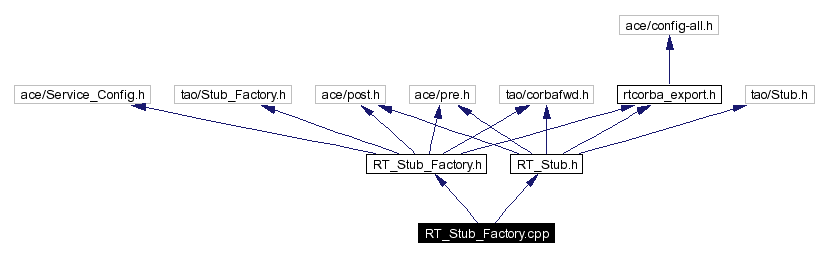 ace/config-all.h
ace/Service_Config.h
tao/Stub_Factory.h
ace/post.h
ace/pre.h
tao/corbafwd.h
rtcorba_export.h
tao/Stub.h
RT_Stub_Factory.h
RT_Stub.h
RT_Stub_Factory.cpp